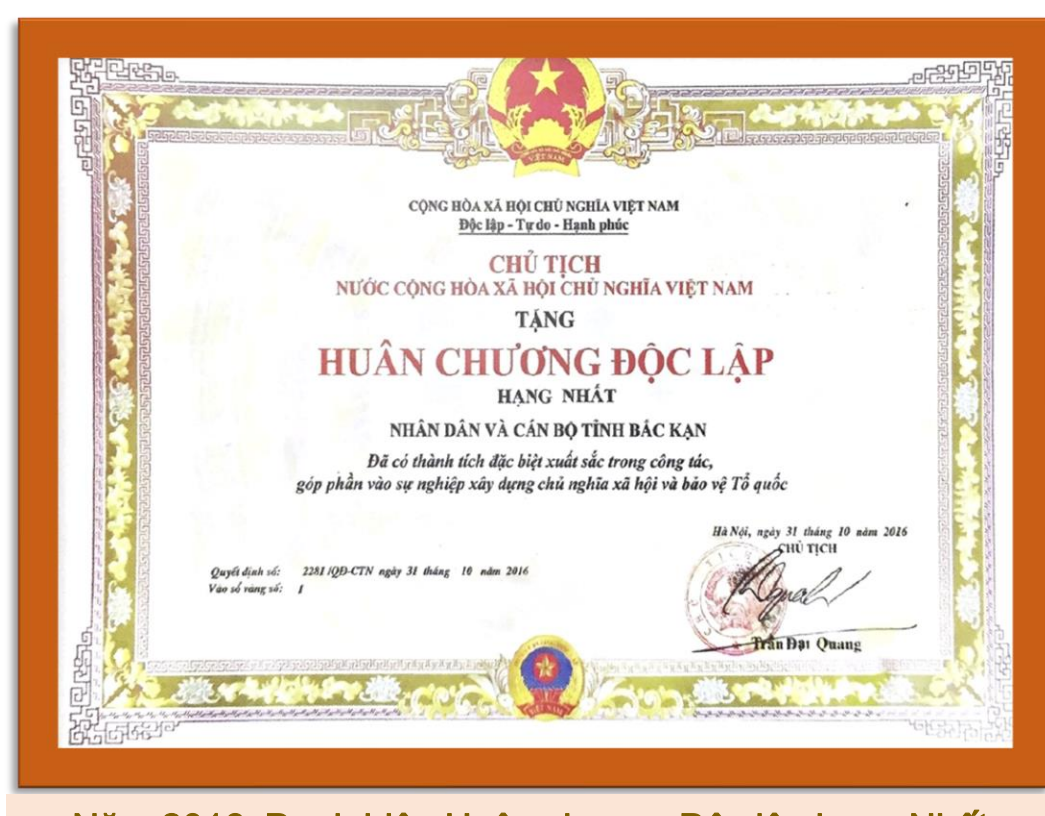 VIỆT NAM
CỘNG HÒA XÃ HỘI CHỦ NGHĨA VIỆT NAM
Độc lập - Tự do - Hạnh phúc
CHỦ TỊCH
NƯỚC CỘNG HÒA XÃ HỘI CHỦ NGHĨA VIỆT NAM
TẶNG
HUÂN CHƯƠNG ĐỘC LẬP
HẠNG NHẤT
NHÂN DÂN VÀ CÁN BỘ TỈNH BẮC KẠN
Đã có thành tích đặc biệt xuất sắc trong công tác,
góp phần vào sự nghiệp xây dựng chủ nghĩa xã hội và bảo vệ Tổ quốc
Hà Nội, ngày 31 tháng 10 năm 2016
CHỦ TỊCH
Quyết định số: 2281 /QĐ-CTN ngày 31 tháng 10 năm 2016
Vào sổ vàng số: 1
Trần Đại Quang